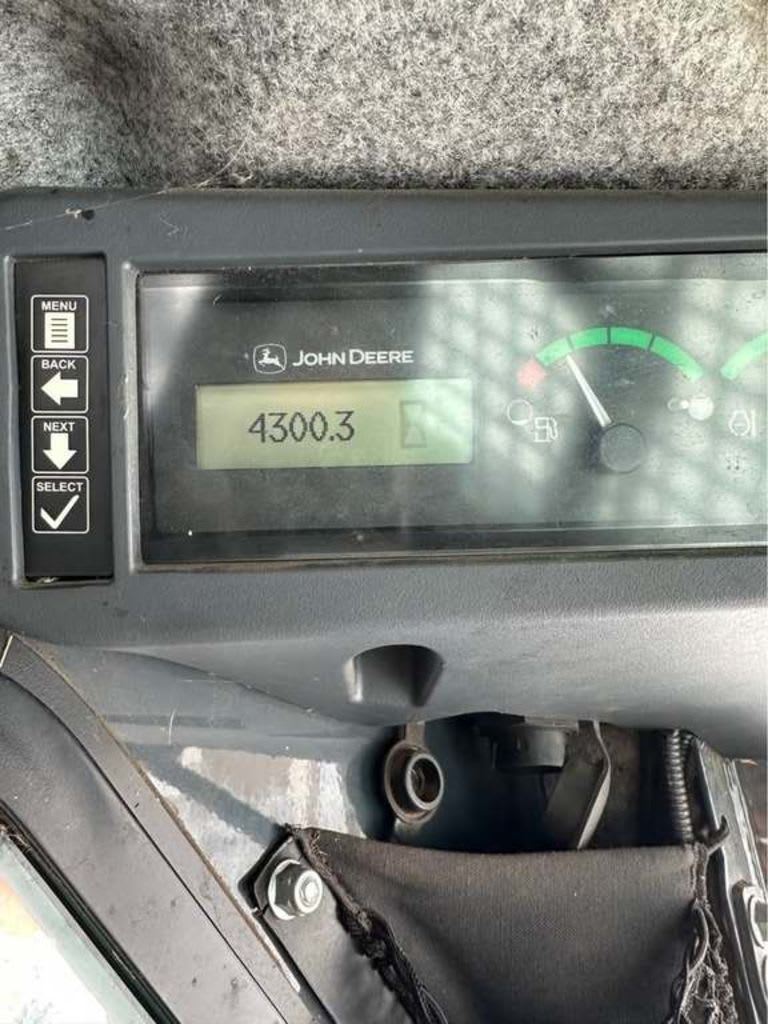 MENU
BACK
NEXT
SELECT
JOHN DEERE
4300.3